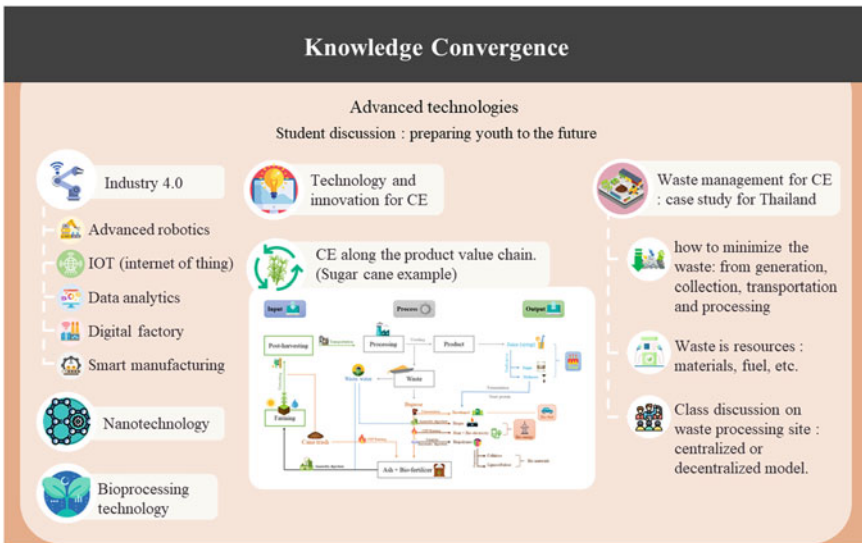 Knowledge Convergence
Advanced technologies
Student discussion : preparing youth to the future
Industry 4.0
Advanced robotics
IOT (internet of thing)
Data analytics
Digital factory
Smart manufacturing
Nanotechnology
Bioprocessing
technology
Technology and
innovation for CE
CE along the product value chain.
(Sugar cane example)
Input
Process
Output
Post-harvesting
Processing
Product
Waste water
Waste
Farming
Cane trash
Ash + Bio-fertilizer
Waste management for CE
: case study for Thailand
how to minimize the
waste: from generation,
collection, transportation
and processing
Waste is resources :
materials, fuel, etc.
Class discussion on
waste processing site :
centralized or
decentralized model.